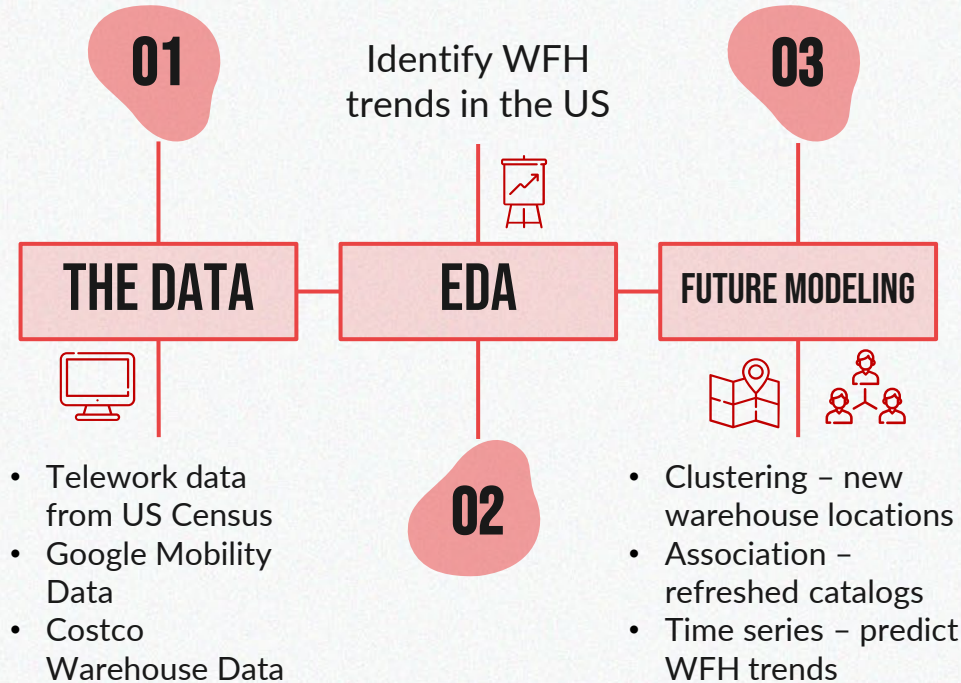 01
THE DATA
• Telework data
from US Census
• Google Mobility
Data
• Costco
Warehouse Data
Identify WFH
trends in the US
EDA
02
03
FUTURE MODELING
• Clustering – new
warehouse locations
• Association –
refreshed catalogs
• Time series – predict
WFH trends